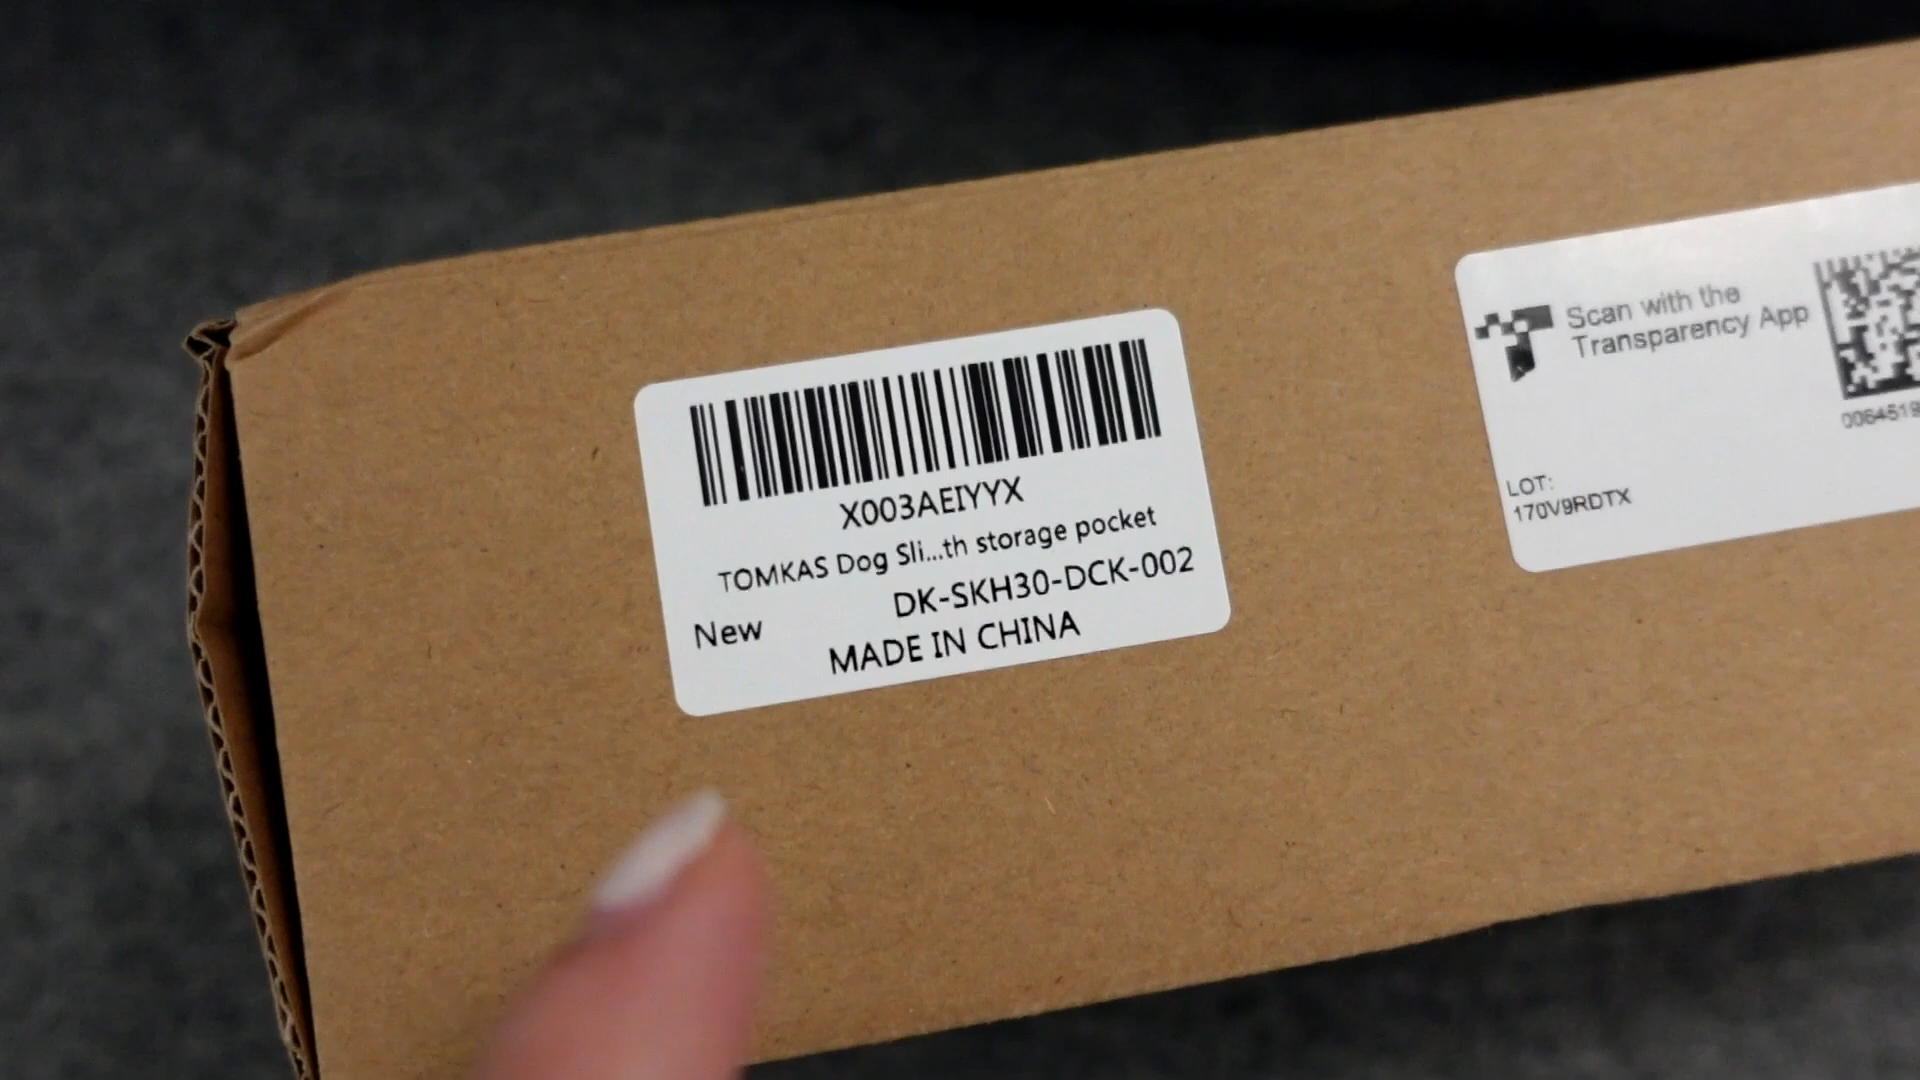 X003AEIYYX
TOMKAS Dog Sli...th storage pocket
DK-SKH30-DCK-002
New
MADE IN CHINA
Scan with the
Transparency App
LOT:
170V9RDTX